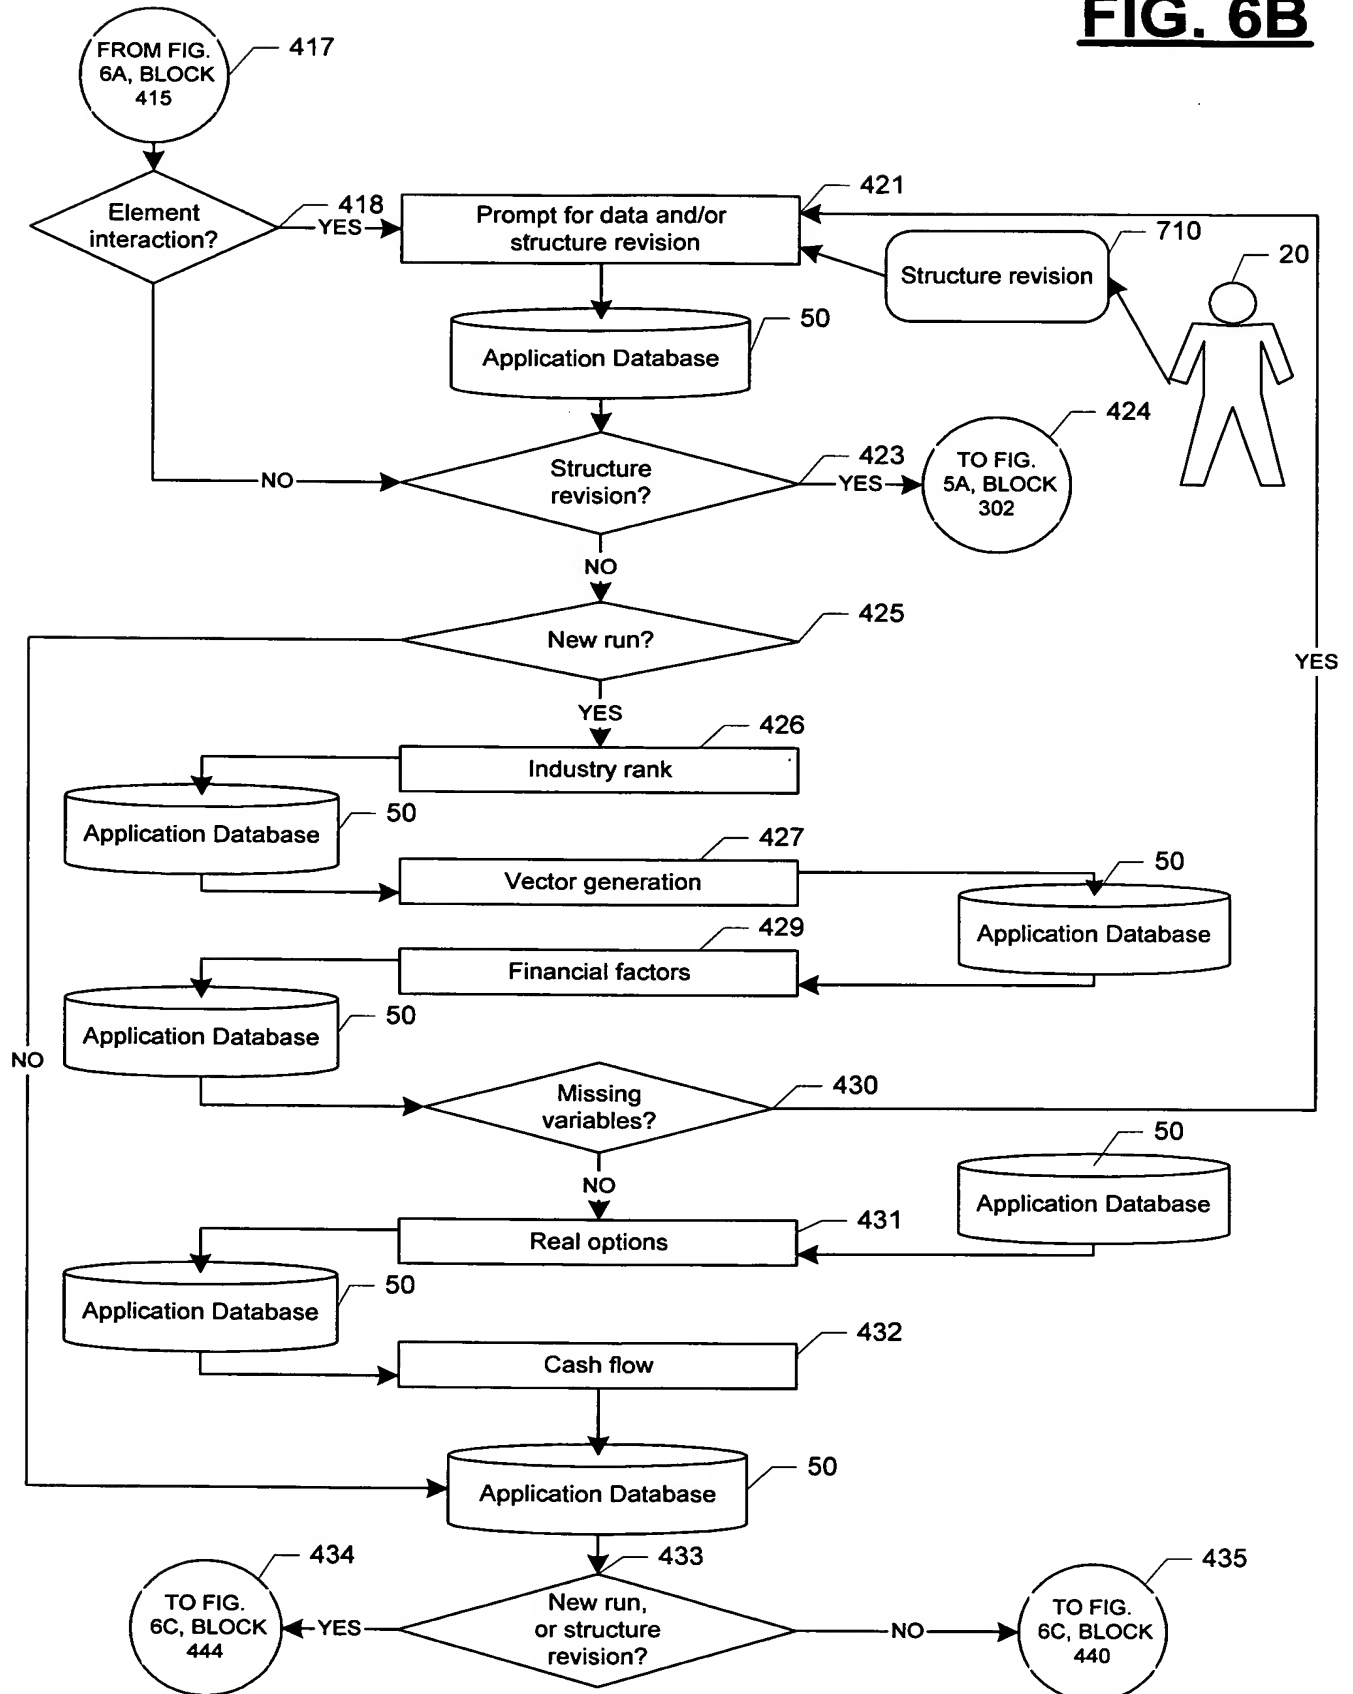 FIG. 6B
FROM FIG.
6A, BLOCK
415
417
Element
interaction?
418
YES
Prompt for data and/or
structure revision
421
Structure revision
710
20
Application Database
50
NO
Structure
revision?
423
YES
TO FIG.
5A, BLOCK
302
424
NO
New run?
425
YES
YES
Industry rank
426
Application Database
50
Vector generation
427
Application Database
50
Financial factors
429
Application Database
50
NO
Missing
variables?
430
NO
Application Database
50
Real options
431
Application Database
50
Cash flow
432
Application Database
50
TO FIG.
6C, BLOCK
444
434
YES
New run,
or structure
revision?
433
NO
TO FIG.
6C, BLOCK
440
435